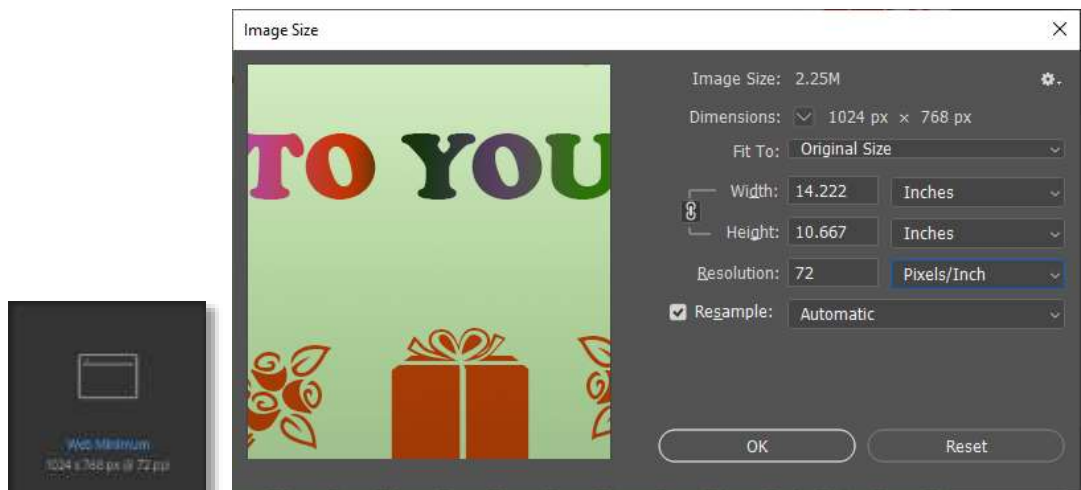 Image Size
TO YOU
Image Size: 2.25M
Dimensions: 1024 px × 768 px
Fit To: Original Size
Width: 14.222 Inches
Height: 10.667 Inches
Resolution: 72 Pixels/Inch
Resample: Automatic
OK Reset
Web Minimum
1024 x 768 px @ 72 ppi